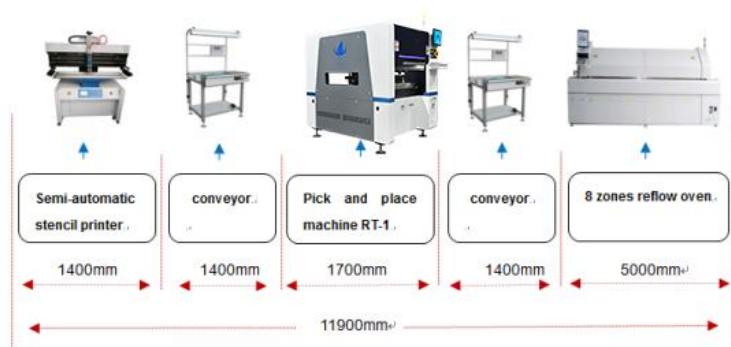 Semi-automatic
stencil printer
conveyor
Pick and place
machine RT-1
conveyor
8 zones reflow oven
1400mm
1400mm
1700mm
1400mm
5000mm
11900mm